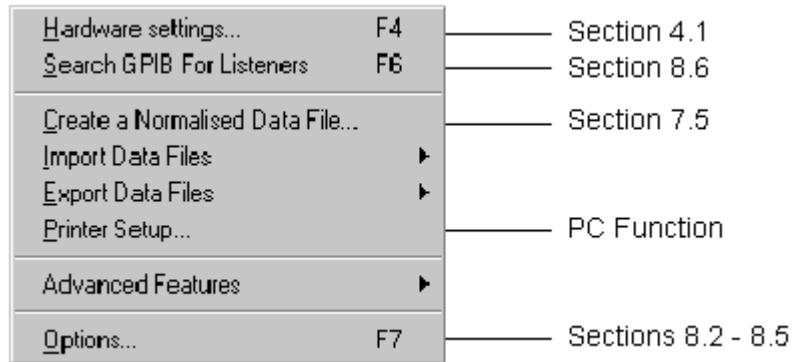 Hardware settings... F4 Section 4.1
Search GPIB For Listeners F6 Section 8.6
Create a Normalised Data File... Section 7.5
Import Data Files
Export Data Files
Printer Setup... PC Function
Advanced Features
Options... F7 Sections 8.2 - 8.5